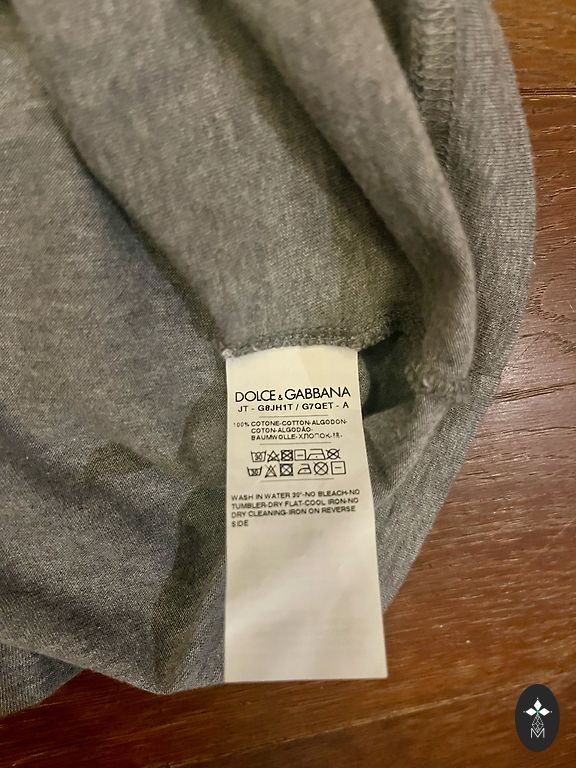 DOLCE & GABBANA
JT - G8JH1T / G7QET - A
100% COTONE-COTTON-ALGODON-
COTON-ALGODÃO-
BAUMWOLLE-ХЛОПОК-棉-
WASH IN WATER 30°-NO BLEACH-NO
TUMBLER-DRY FLAT-COOL IRON-NO
DRY CLEANING-IRON ON REVERSE
SIDE
M